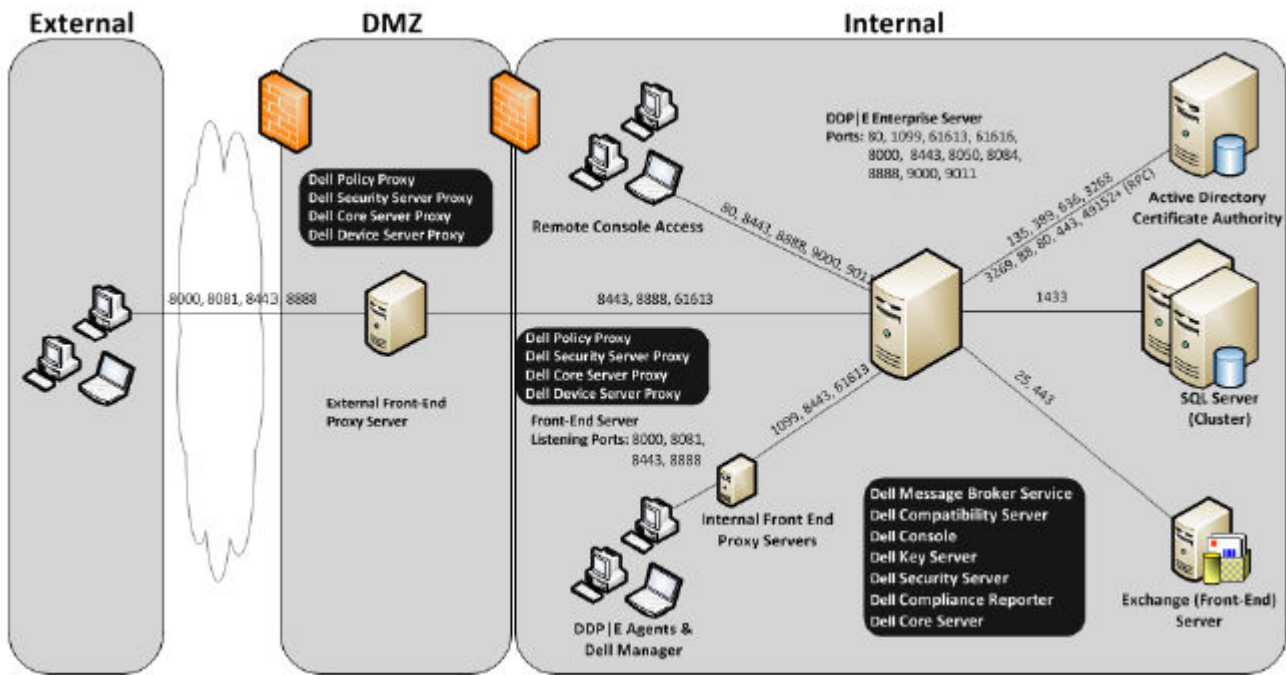 External
DMZ
Internal
Dell Policy Proxy
Dell Security Server Proxy
Dell Core Server Proxy
Dell Device Server Proxy
Remote Console Access
DDP|E Enterprise Server
Ports: 80, 1099, 61613, 61616,
8000, 8443, 8050, 8084,
8888, 9000, 9011
Active Directory
Certificate Authority
80, 8443, 8888, 9000, 9011
135, 389, 636, 3268
3269, 88, 80, 443, 49152+ (RPC)
8000, 8081, 8443, 8888
8443, 8888, 61613
1433
External Front-End
Proxy Server
Dell Policy Proxy
Dell Security Server Proxy
Dell Core Server Proxy
Dell Device Server Proxy
Front-End Server
Listening Ports: 8000, 8081,
8443, 8888
1099, 8443, 61613
25, 443
SQL Server
(Cluster)
Internal Front End
Proxy Servers
DDP|E Agents &
Dell Manager
Dell Message Broker Service
Dell Compatibility Server
Dell Console
Dell Key Server
Dell Security Server
Dell Compliance Reporter
Dell Core Server
Exchange (Front-End)
Server